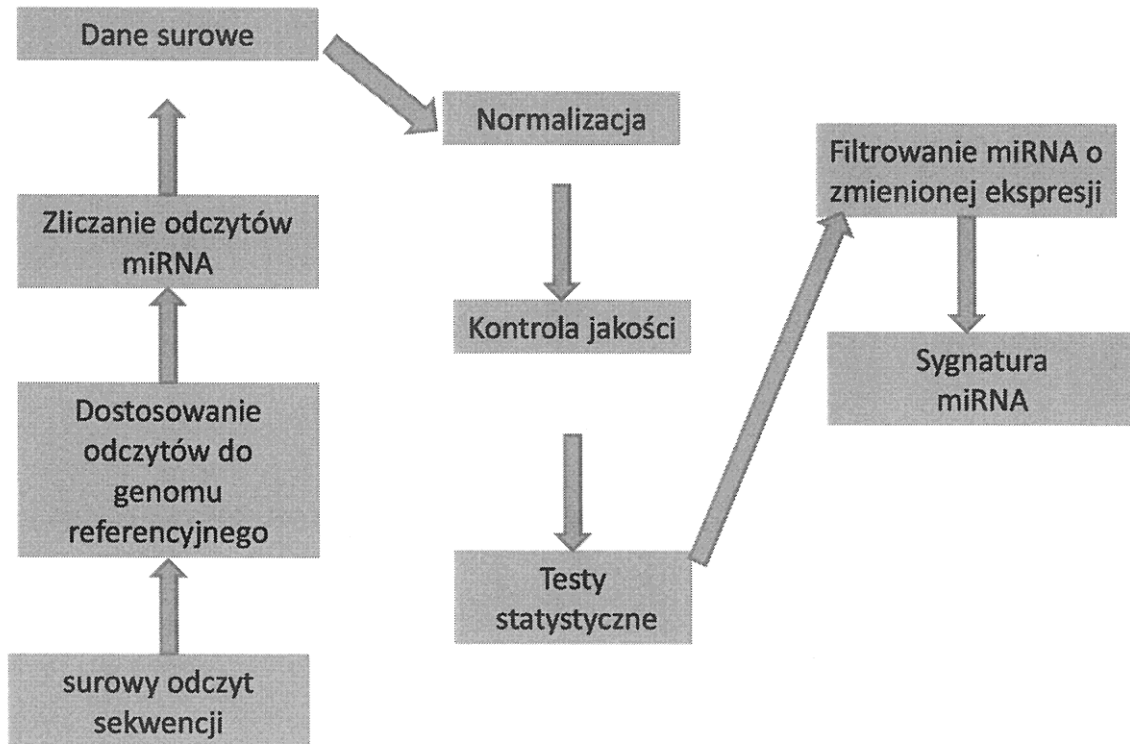 Dane surowe
Normalizacja
Filtrowanie miRNA o
zmienionej ekspresji
Zliczanie odczytów
miRNA
Kontrola jakości
Sygnatura
miRNA
Dostosowanie
odczytów do
genomu
referencyjnego
Testy
statystyczne
surowy odczyt
sekwencji